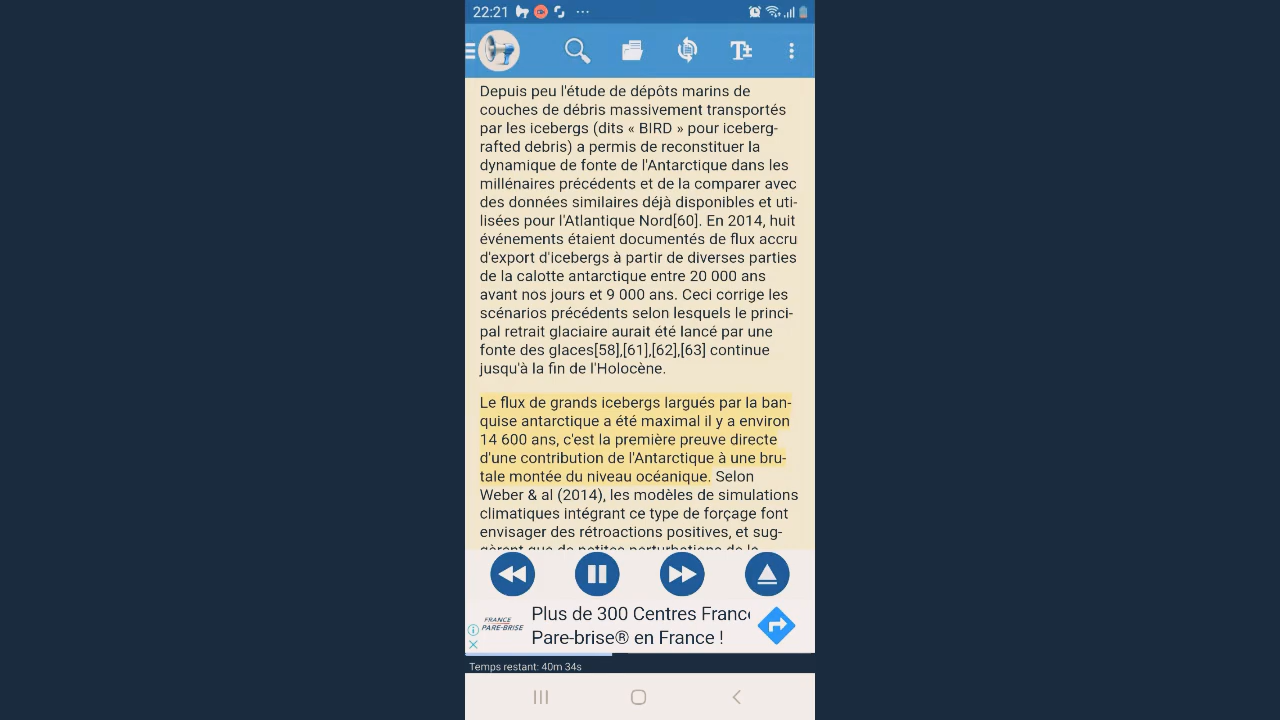 22:21
Depuis peu l'étude de dépôts marins de
couches de débris massivement transportés
par les icebergs (dits « BIRD » pour iceberg-
rafted debris) a permis de reconstituer la
dynamique de fonte de l'Antarctique dans les
millénaires précédents et de la comparer avec
des données similaires déjà disponibles et uti-
lisées pour l'Atlantique Nord[60]. En 2014, huit
événements étaient documentés de flux accru
d'export d'icebergs à partir de diverses parties
de la calotte antarctique entre 20 000 ans
avant nos jours et 9 000 ans. Ceci corrige les
scénarios précédents selon lesquels le princi-
pal retrait glaciaire aurait été lancé par une
fonte des glaces[58],[61],[62],[63] continue
jusqu'à la fin de l'Holocène.
Le flux de grands icebergs largués par la ban-
quise antarctique a été maximal il y a environ
14 600 ans, c'est la première preuve directe
d'une contribution de l'Antarctique à une bru-
tale montée du niveau océanique. Selon
Weber & al (2014), les modèles de simulations
climatiques intégrant ce type de forçage font
envisager des rétroactions positives, et sug-
gèrent que de petites perturbations de la
FRANCE
PARE-BRISE
Plus de 300 Centres France
Pare-brise® en France !
Temps restant: 40m 34s